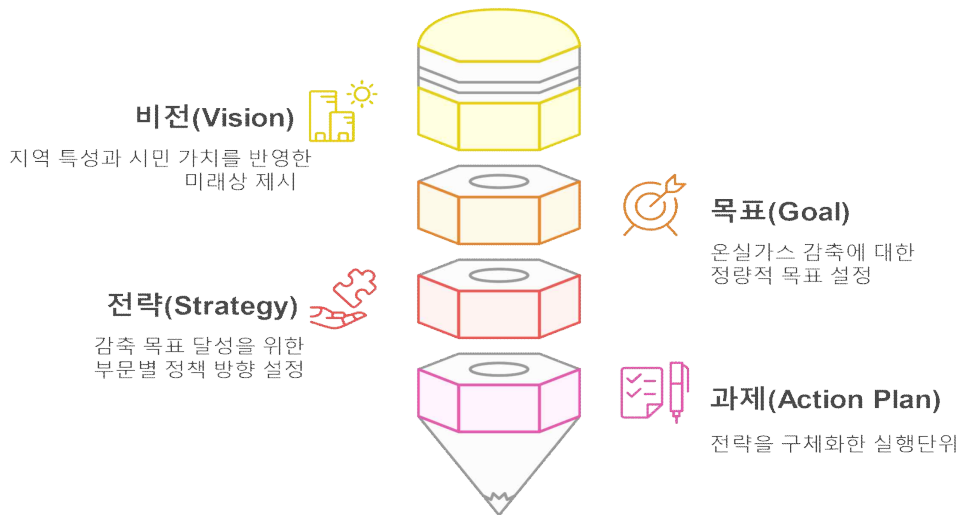 비전(Vision)
지역 특성과 시민 가치를 반영한
미래상 제시
목표(Goal)
온실가스 감축에 대한
정량적 목표 설정
전략(Strategy)
감축 목표 달성을 위한
부문별 정책 방향 설정
과제(Action Plan)
전략을 구체화한 실행단위